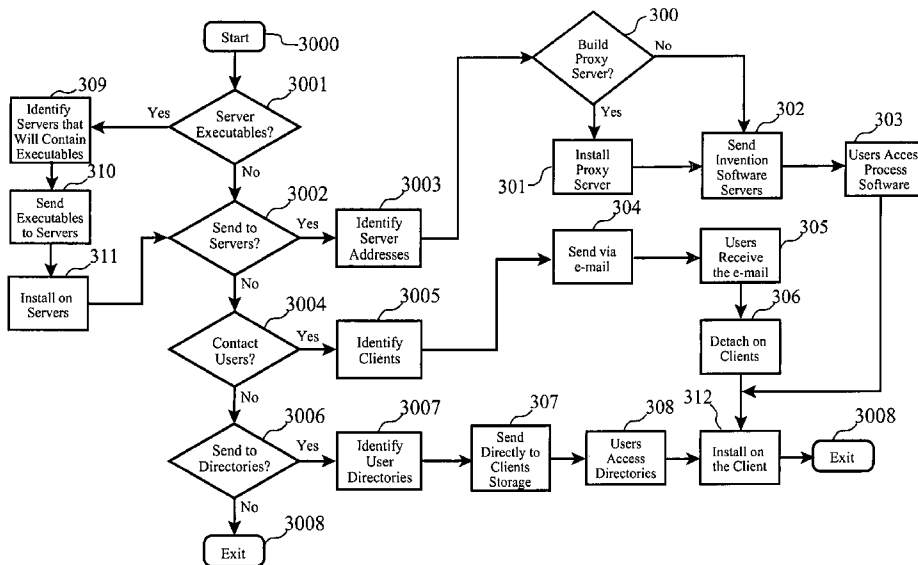 Start
3000
3001
Server
Executables?
Yes
No
309
Identify
Servers that
Will Contain
Executables
310
Send
Executables
to Servers
311
Install on
Servers
3002
Send to
Servers?
Yes
No
3003
Identify
Server
Addresses
300
Build
Proxy
Server?
No
Yes
301
Install
Proxy
Server
302
Send
Invention
Software
Servers
303
Users Access
Process
Software
3004
Contact
Users?
Yes
No
3005
Identify
Clients
304
Send via
e-mail
305
Users
Receive
the e-mail
306
Detach on
Clients
3006
Send to
Directories?
Yes
No
3007
Identify
User
Directories
307
Send
Directly to
Clients
Storage
308
Users
Access
Directories
312
Install on
the Client
3008
Exit
3008
Exit